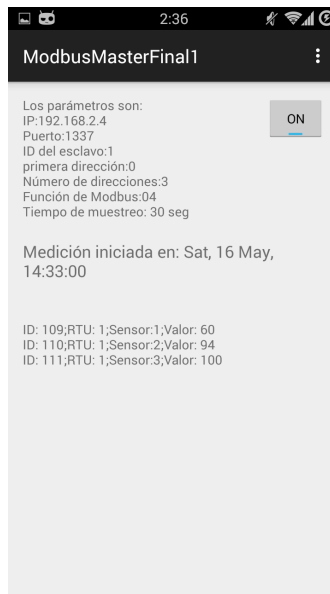 2:36
ModbusMasterFinal1
Los parámetros son:
IP:192.168.2.4
Puerto:1337
ID del esclavo:1
primera dirección:0
Número de direcciones:3
Función de Modbus:04
Tiempo de muestreo: 30 seg
ON
Medición iniciada en: Sat, 16 May,
14:33:00
ID: 109;RTU: 1;Sensor:1;Valor: 60
ID: 110;RTU: 1;Sensor:2;Valor: 94
ID: 111;RTU: 1;Sensor:3;Valor: 100